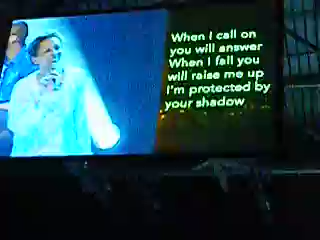 When I call on
you will answer
When I fall you
will raise me up
I'm protected by
your shadow